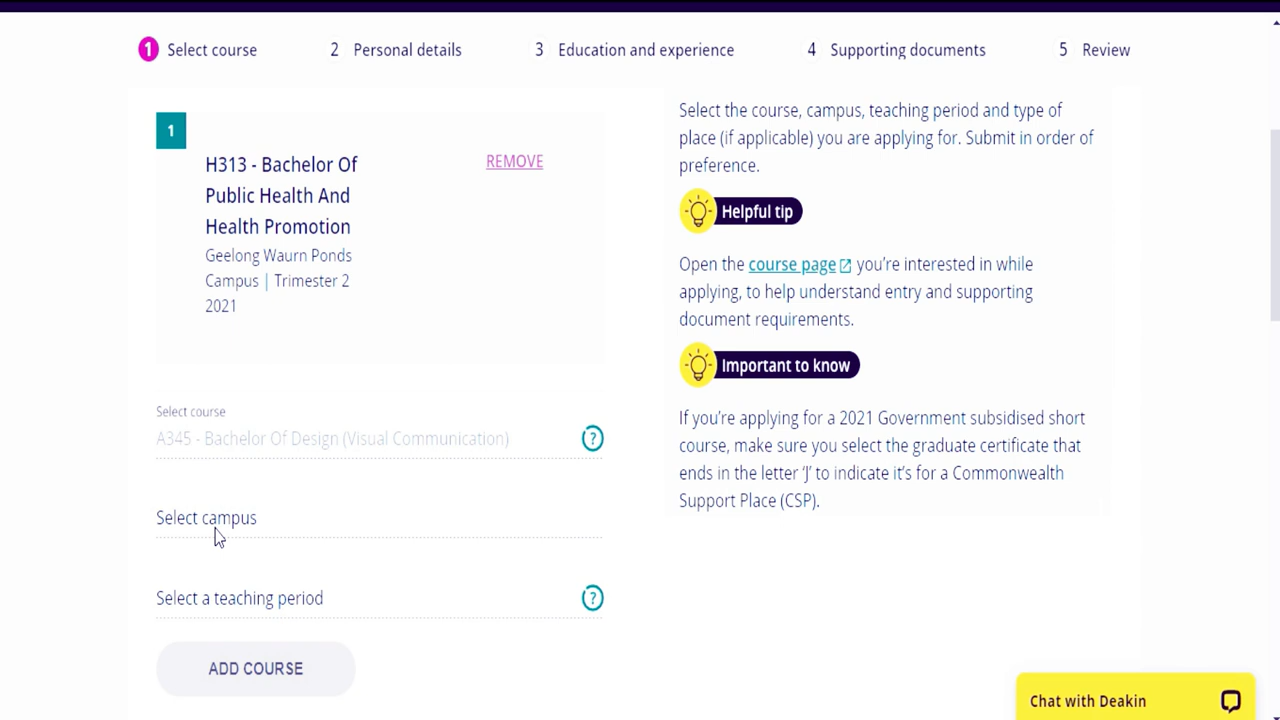 1 Select course 2 Personal details 3 Education and experience 4 Supporting documents 5 Review
1
H313 - Bachelor Of
Public Health And
Health Promotion
REMOVE
Geelong Waurn Ponds
Campus | Trimester 2
2021
Select course
A345 - Bachelor Of Design (Visual Communication)
?
Select campus
Select a teaching period
?
ADD COURSE
Select the course, campus, teaching period and type of
place (if applicable) you are applying for. Submit in order of
preference.
Helpful tip
Open the course page you’re interested in while
applying, to help understand entry and supporting
document requirements.
Important to know
If you’re applying for a 2021 Government subsidised short
course, make sure you select the graduate certificate that
ends in the letter ‘J’ to indicate it’s for a Commonwealth
Support Place (CSP).
Chat with Deakin